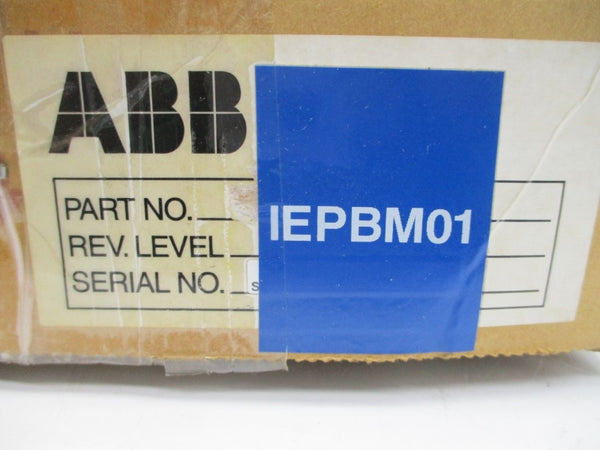 ABB
PART NO.
IEPBM01
REV. LEVEL
SERIAL NO.